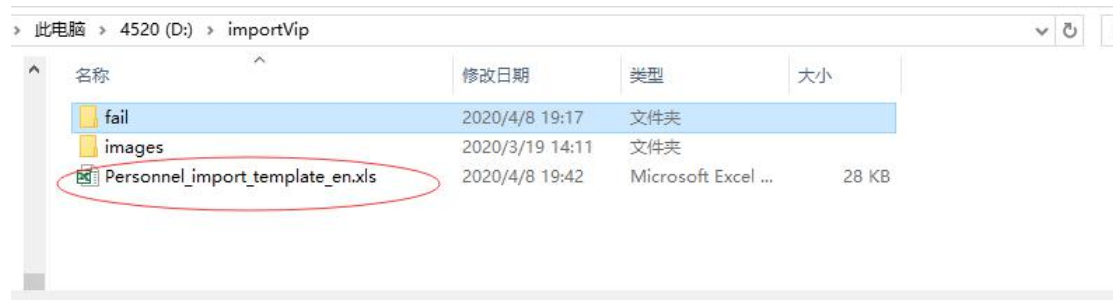 此电脑 > 4520 (D:) > importVip
名称 修改日期 类型 大小
fail 2020/4/8 19:17 文件夹
images 2020/3/19 14:11 文件夹
Personnel_import_template_en.xls 2020/4/8 19:42 Microsoft Excel ... 28 KB